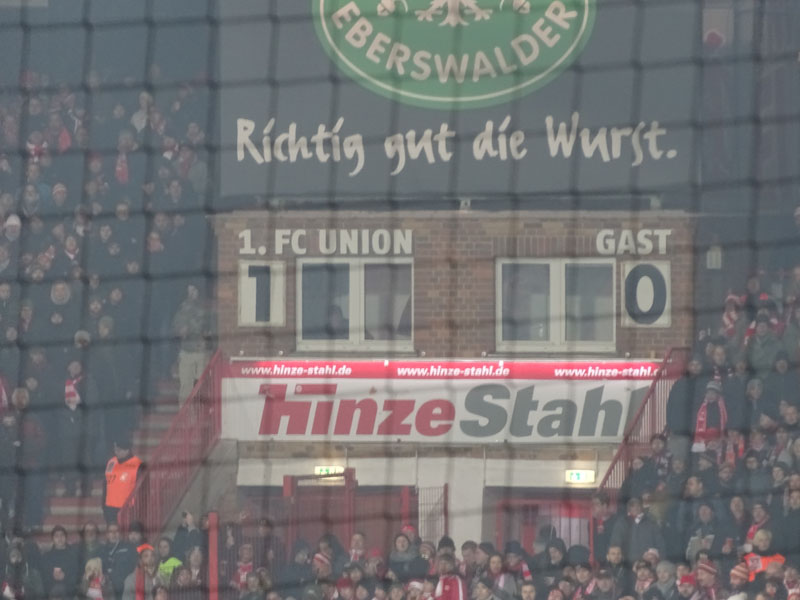 EBERSWALDER
Richtig gut die Wurst.
1. FC UNION GAST
1 0
www.hinze-stahl.de www.hinze-stahl.de www.hinze-stahl.de
Hinze Stahl